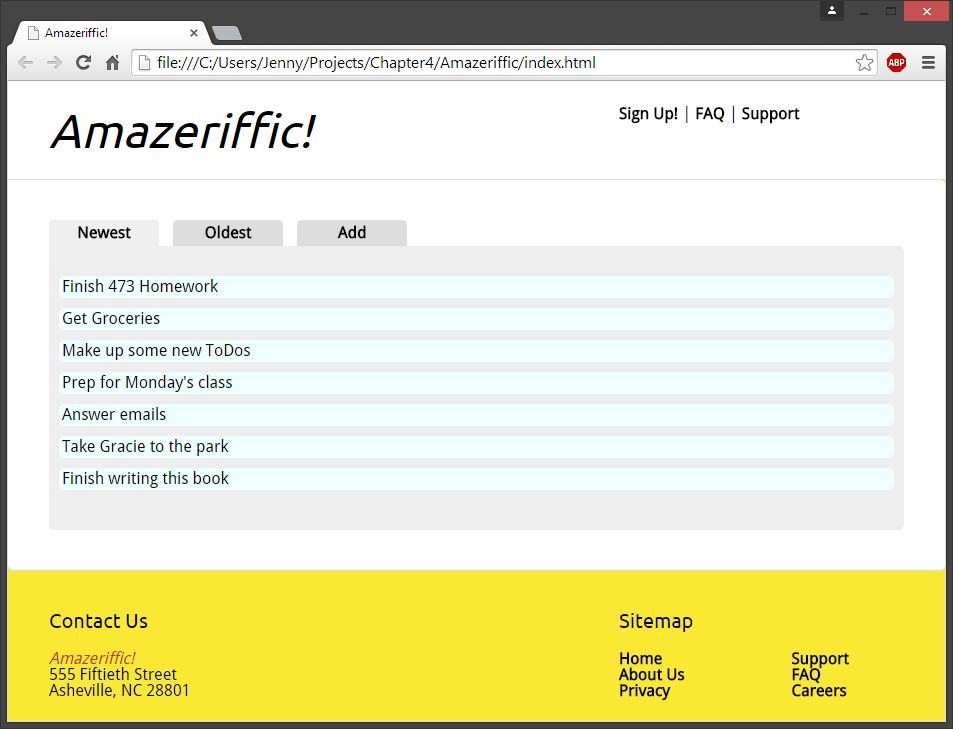 Amazeriffic!
file:///C:/Users/Jenny/Projects/Chapter4/Amazeriffic/index.html
ABP
Amazeriffic!
Sign Up! | FAQ | Support
Newest Oldest Add
Finish 473 Homework
Get Groceries
Make up some new ToDos
Prep for Monday's class
Answer emails
Take Gracie to the park
Finish writing this book
Contact Us
Amazeriffic!
555 Fiftieth Street
Asheville, NC 28801
Sitemap
Home Support
About Us FAQ
Privacy Careers